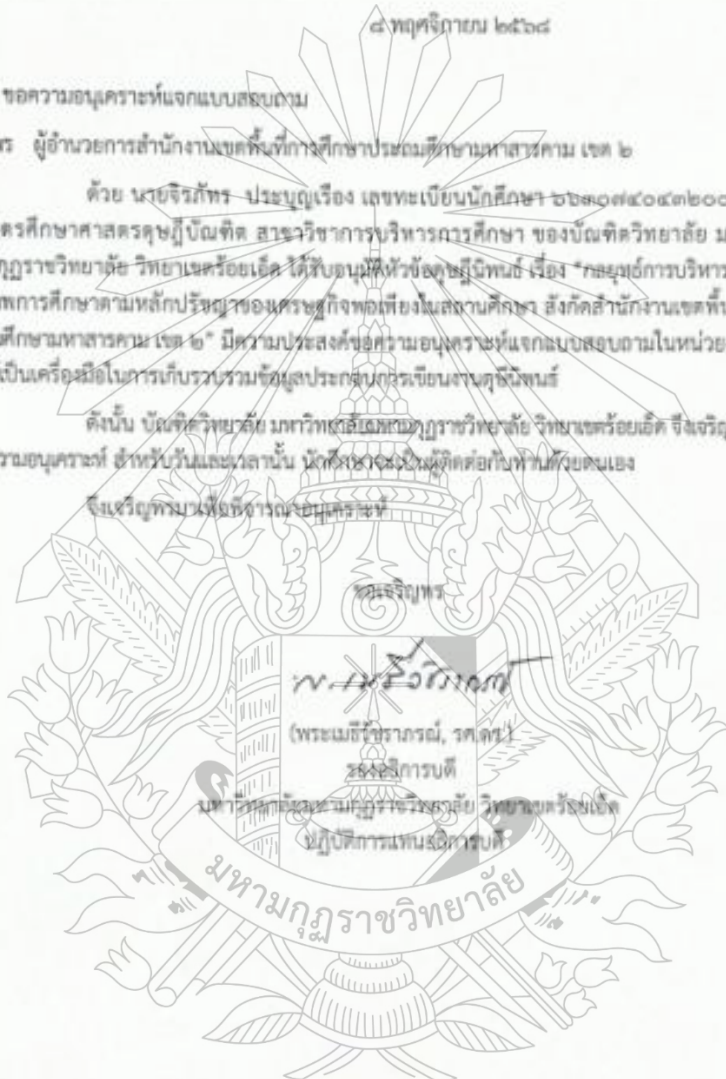 ๘ พฤศจิกายน ๒๕๖๘
ขอความอนุเคราะห์แจกแบบสอบถาม
พร ผู้อำนวยการสำนักงานเขตพื้นที่การศึกษาประถมศึกษามหาสารคาม เขต ๒
ด้วย นายจิรภัทร ประบุญเรือง เลขทะเบียนนักศึกษา
ตรศึกษาศาสตรดุษฎีบัณฑิต สาขาวิชาการบริหารการศึกษา ของบัณฑิตวิทยาลัย ม
กุฏราชวิทยาลัย วิทยาเขตร้อยเอ็ด ได้รับอนุมัติหัวข้อดุษฎีนิพนธ์ เรื่อง "กลยุทธ์การบริหาร
พการศึกษาตามหลักปรัชญาของเศรษฐกิจพอเพียงในสถานศึกษา สังกัดสำนักงานเขตพื้น
ศึกษามหาสารคาม เขต ๒" มีความประสงค์ขอความอนุเคราะห์แจกแบบสอบถามในหน่วย
เป็นเครื่องมือในการเก็บรวบรวมข้อมูลประกอบการเขียนงานดุษฎีนิพนธ์
ดังนั้น บัณฑิตวิทยาลัย มหาวิทยาลัยมหามกุฏราชวิทยาลัย วิทยาเขตร้อยเอ็ด จึงเจริญ
วามอนุเคราะห์ สำหรับวันและเวลานั้น นักศึกษาจะเป็นผู้ติดต่อกับท่านด้วยตนเอง
จึงเจริญพรมาเพื่อพิจารณาอนุเคราะห์
ขอเจริญพร
(พระเมธีวัชราภรณ์, รศ.ดร.)
รองอธิการบดี
มหาวิทยาลัยมหามกุฏราชวิทยาลัย วิทยาเขตร้อยเอ็ด
ปฏิบัติการแทนอธิการบดี
มหามกุฏราชวิทยาลัย